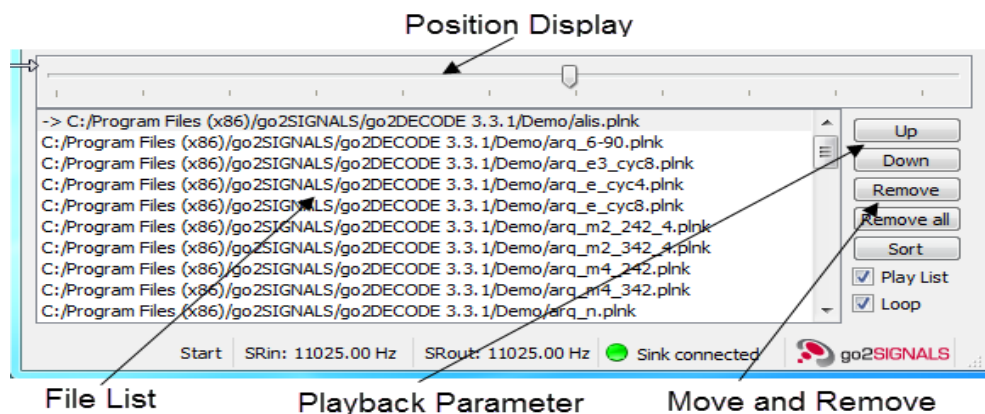 Position Display
-> C:/Program Files (x86)/go2SIGNALS/go2DECODE 3.3.1/Demo/alis.plnk
C:/Program Files (x86)/go2SIGNALS/go2DECODE 3.3.1/Demo/arq_6-90.plnk
C:/Program Files (x86)/go2SIGNALS/go2DECODE 3.3.1/Demo/arq_e3_cyc8.plnk
C:/Program Files (x86)/go2SIGNALS/go2DECODE 3.3.1/Demo/arq_e_cyc4.plnk
C:/Program Files (x86)/go2SIGNALS/go2DECODE 3.3.1/Demo/arq_e_cyc8.plnk
C:/Program Files (x86)/go2SIGNALS/go2DECODE 3.3.1/Demo/arq_m2_242_4.plnk
C:/Program Files (x86)/go2SIGNALS/go2DECODE 3.3.1/Demo/arq_m2_342_4.plnk
C:/Program Files (x86)/go2SIGNALS/go2DECODE 3.3.1/Demo/arq_m4_242.plnk
C:/Program Files (x86)/go2SIGNALS/go2DECODE 3.3.1/Demo/arq_m4_342.plnk
C:/Program Files (x86)/go2SIGNALS/go2DECODE 3.3.1/Demo/arq_n.plnk
Up
Down
Remove
Remove all
Sort
Play List
Loop
Start SRin: 11025.00 Hz SRout: 11025.00 Hz Sink connected go2SIGNALS
File List Playback Parameter Move and Remove